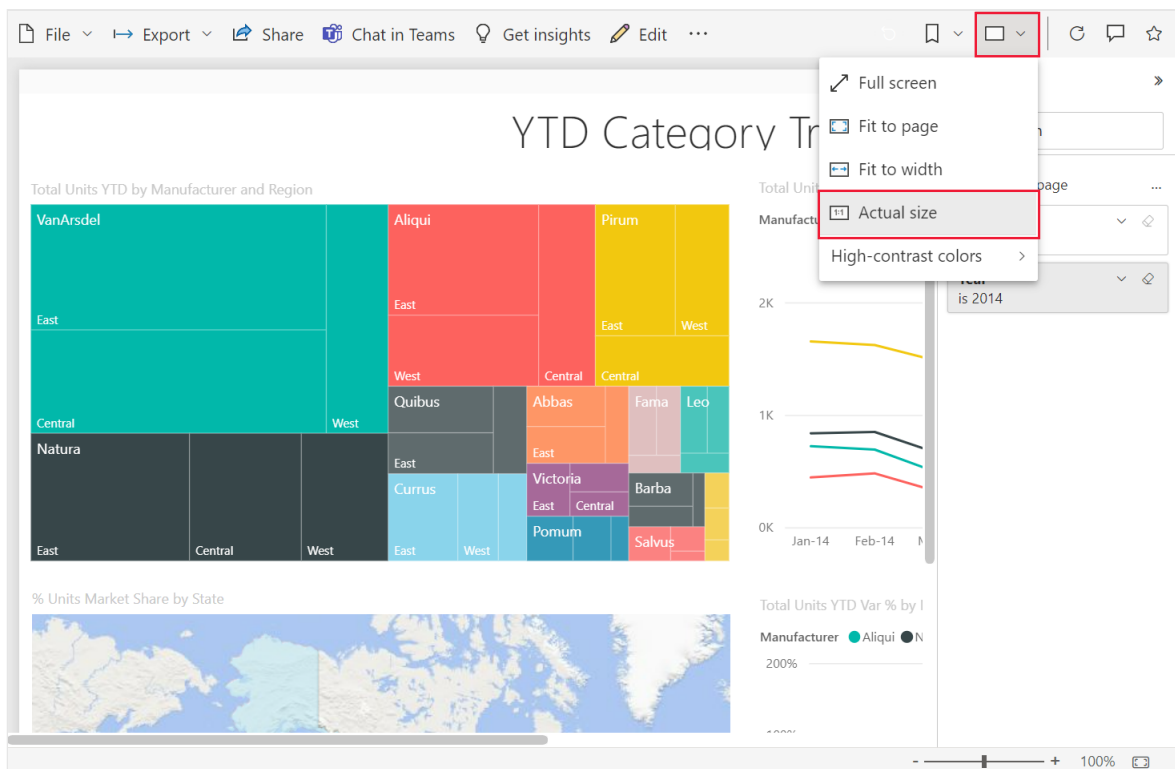 File Export Share Chat in Teams Get insights Edit ...
Full screen
Fit to page
Fit to width
1:1 Actual size
High-contrast colors
YTD Category Tr
page ...
is 2014
Total Units YTD by Manufacturer and Region
VanArsdel
East
Central
West
Natura
East
Central
West
Aliqui
East
West
Central
Pirum
East
West
Central
Quibus
East
Currus
East
West
Abbas
East
Victoria
East
Central
Pomum
Fama
Leo
Barba
Salvus
Total Unit
Manufactu
2K
1K
0K
Jan-14
Feb-14
% Units Market Share by State
Total Units YTD Var % by
Manufacturer Aliqui N
200%
- + 100%